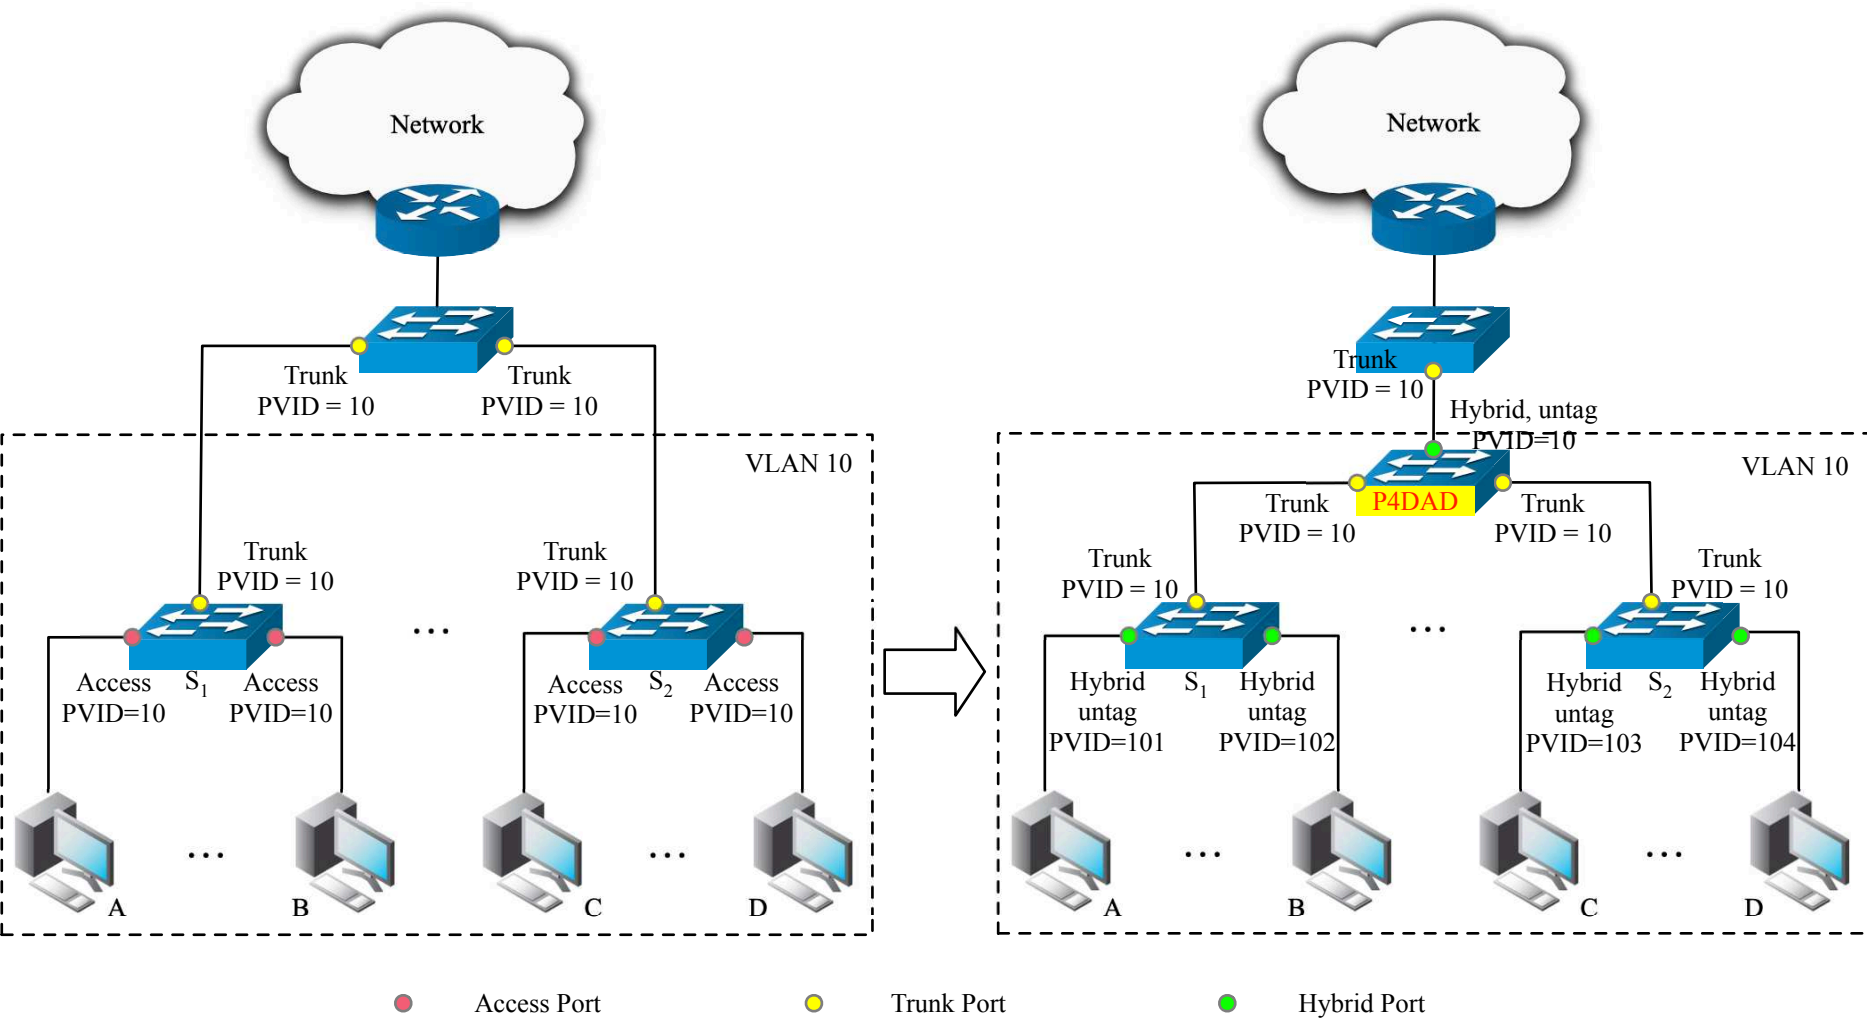 Network
Trunk
PVID = 10
Trunk
PVID = 10
VLAN 10
Trunk
PVID = 10
Trunk
PVID = 10
...
S1
S2
Access
PVID=10
Access
PVID=10
Access
PVID=10
Access
PVID=10
...
...
A
B
C
D
Network
Trunk
PVID = 10
Hybrid, untag
PVID=10
VLAN 10
P4DAD
Trunk
PVID = 10
Trunk
PVID = 10
Trunk
PVID = 10
Trunk
PVID = 10
...
S1
S2
Hybrid
untag
PVID=101
Hybrid
untag
PVID=102
Hybrid
untag
PVID=103
Hybrid
untag
PVID=104
...
...
A
B
C
D
Access Port
Trunk Port
Hybrid Port